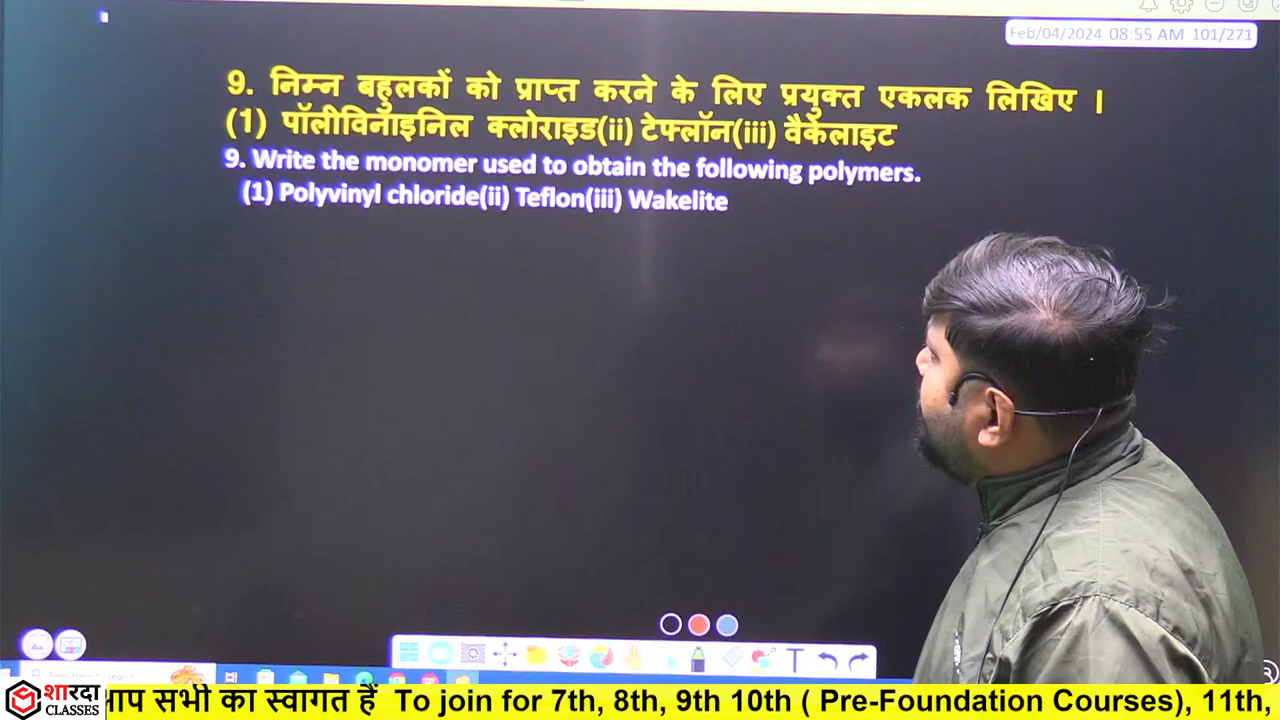 Feb/04/2024 08:55 AM 101/271
9. निम्न बहुलकों को प्राप्त करने के लिए प्रयुक्त एकलक लिखिए ।
(1) पॉलीविनाइनिल क्लोराइड(ii) टेफ्लॉन(iii) वैकेलाइट
9. Write the monomer used to obtain the following polymers.
(1) Polyvinyl chloride(ii) Teflon(iii) Wakelite
शारदा
CLASSES
आप सभी का स्वागत हैं To join for 7th, 8th, 9th 10th ( Pre-Foundation Courses), 11th,